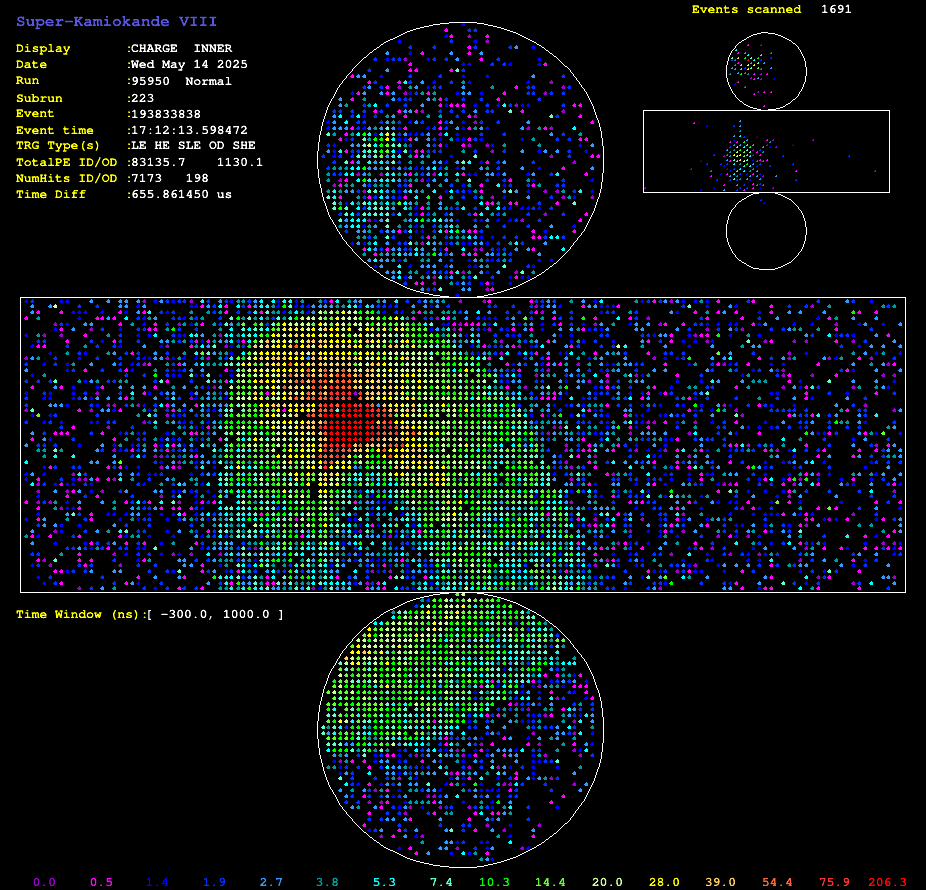 Super-Kamiokande VIII
Display :CHARGE INNER
Date :Wed May 14 2025
Run :95950 Normal
Subrun :223
Event :193833838
Event time :17:12:13.598472
TRG Type(s) :LE HE SLE OD SHE
TotalPE ID/OD :83135.7 1130.1
NumHits ID/OD :7173 198
Time Diff :655.861450 us
Events scanned 1691
Time Window (ns):[ -300.0, 1000.0 ]
0.0 0.5 1.4 1.9 2.7 3.8 5.3 7.4 10.3 14.4 20.0 28.0 39.0 54.4 75.9 206.3